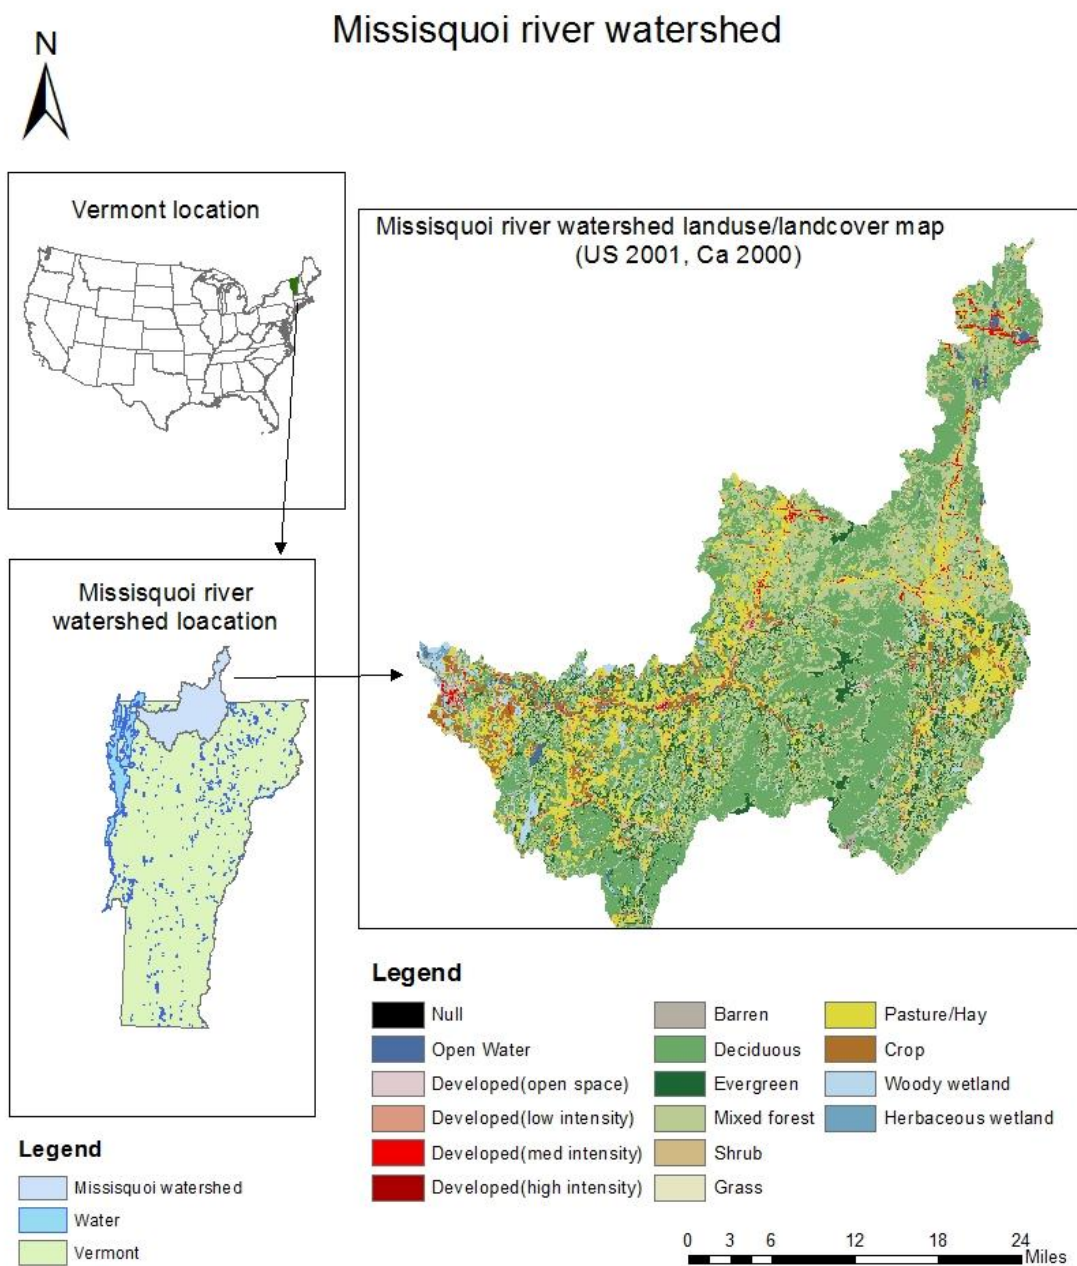 Missisquoi river watershed
N
Vermont location
Missisquoi river watershed landuse/landcover map
(US 2001, Ca 2000)
Missisquoi river
watershed loacation
Legend
Null
Open Water
Developed(open space)
Developed(low intensity)
Developed(med intensity)
Developed(high intensity)
Barren
Deciduous
Evergreen
Mixed forest
Shrub
Grass
Pasture/Hay
Crop
Woody wetland
Herbaceous wetland
Legend
Missisquoi watershed
Water
Vermont
0 3 6 12 18 24
Miles